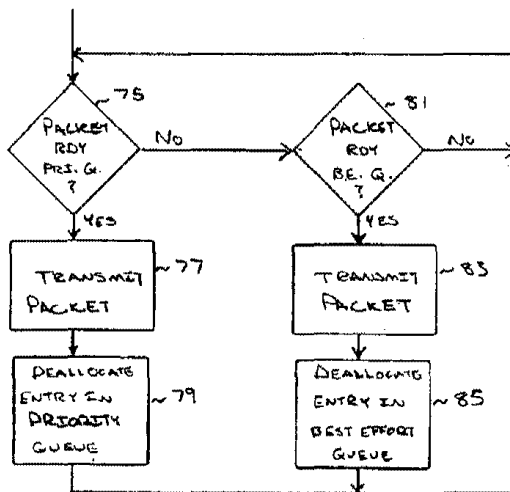 ~75
PACKET
RDY
PRI. Q.
?
NO
YES
~81
PACKET
RDY
B.E. Q.
?
NO
YES
TRANSMIT
PACKET
~77
TRANSMIT
PACKET
~83
DEALLOCATE
ENTRY IN
PRIORITY
QUEUE
~79
DEALLOCATE
ENTRY IN
BEST EFFORT
QUEUE
~85